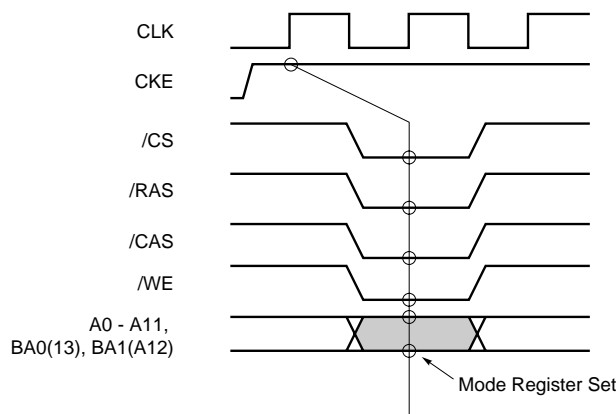 CLK
CKE
/CS
/RAS
/CAS
/WE
A0 - A11,
BA0(13), BA1(A12)
Mode Register Set